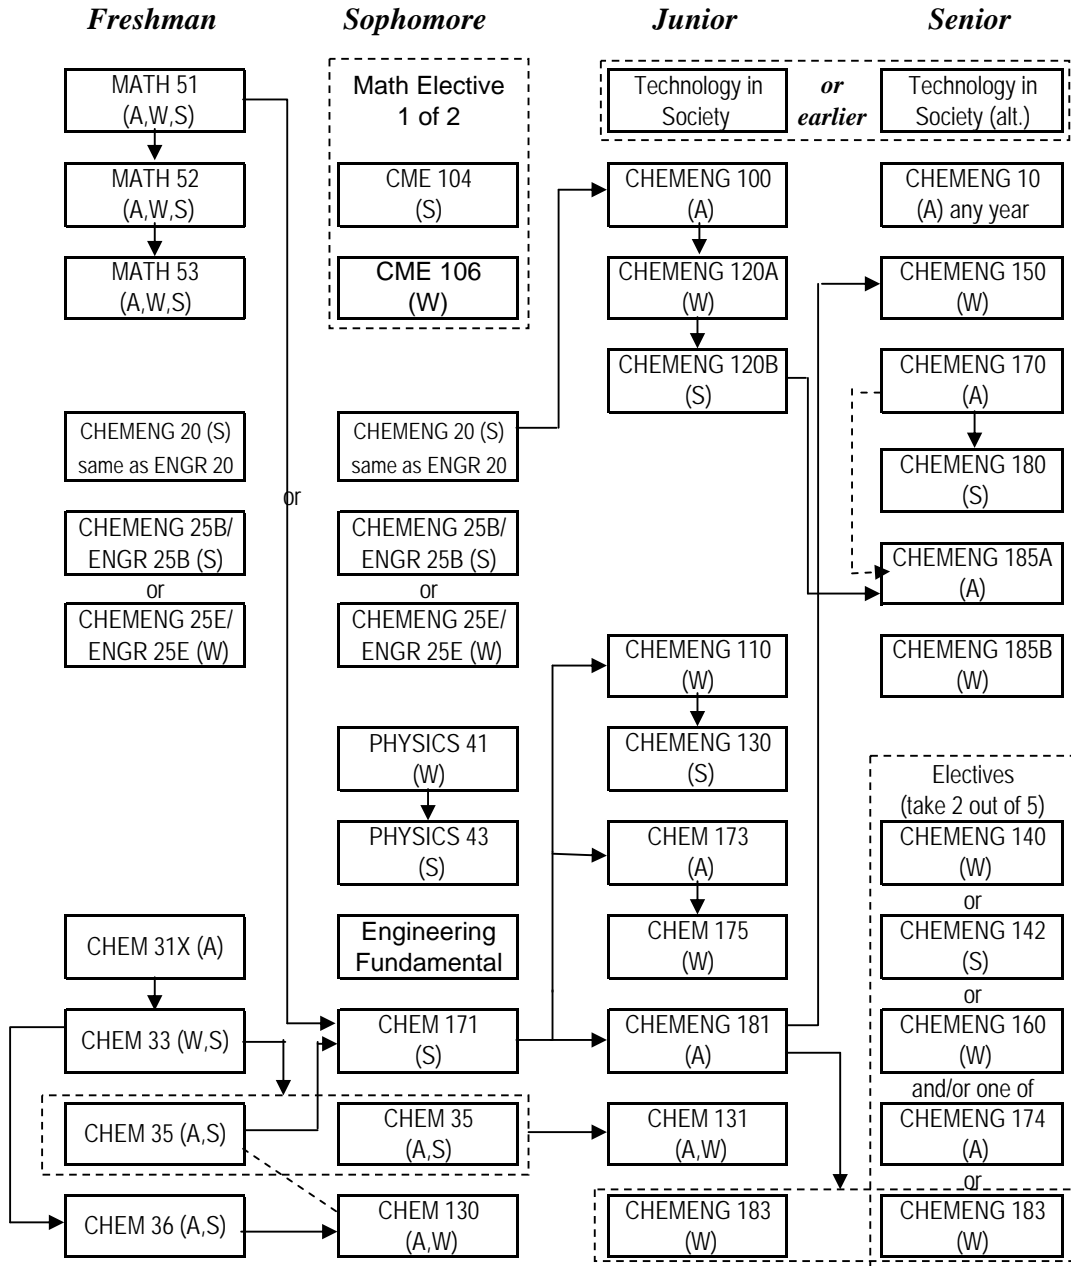 Freshman
MATH 51
(A,W,S)
MATH 52
(A,W,S)
MATH 53
(A,W,S)
CHEMENG 20 (S)
same as ENGR 20
or
CHEMENG 25B/
ENGR 25B (S)
or
CHEMENG 25E/
ENGR 25E (W)
CHEM 31X (A)
CHEM 33 (W,S)
CHEM 35 (A,S)
CHEM 36 (A,S)
Sophomore
Math Elective
1 of 2
CME 104
(S)
CME 106
(W)
CHEMENG 20 (S)
same as ENGR 20
CHEMENG 25B/
ENGR 25B (S)
or
CHEMENG 25E/
ENGR 25E (W)
PHYSICS 41
(W)
PHYSICS 43
(S)
Engineering
Fundamental
CHEM 171
(S)
CHEM 35
(A,S)
CHEM 130
(A,W)
Junior
Technology in
Society
or
earlier
CHEMENG 100
(A)
CHEMENG 120A
(W)
CHEMENG 120B
(S)
CHEMENG 110
(W)
CHEMENG 130
(S)
CHEM 173
(A)
CHEM 175
(W)
CHEMENG 181
(A)
CHEM 131
(A,W)
CHEMENG 183
(W)
Senior
Technology in
Society (alt.)
CHEMENG 10
(A) any year
CHEMENG 150
(W)
CHEMENG 170
(A)
CHEMENG 180
(S)
CHEMENG 185A
(A)
CHEMENG 185B
(W)
Electives
(take 2 out of 5)
CHEMENG 140
(W)
or
CHEMENG 142
(S)
or
CHEMENG 160
(W)
and/or one of
CHEMENG 174
(A)
or
CHEMENG 183
(W)